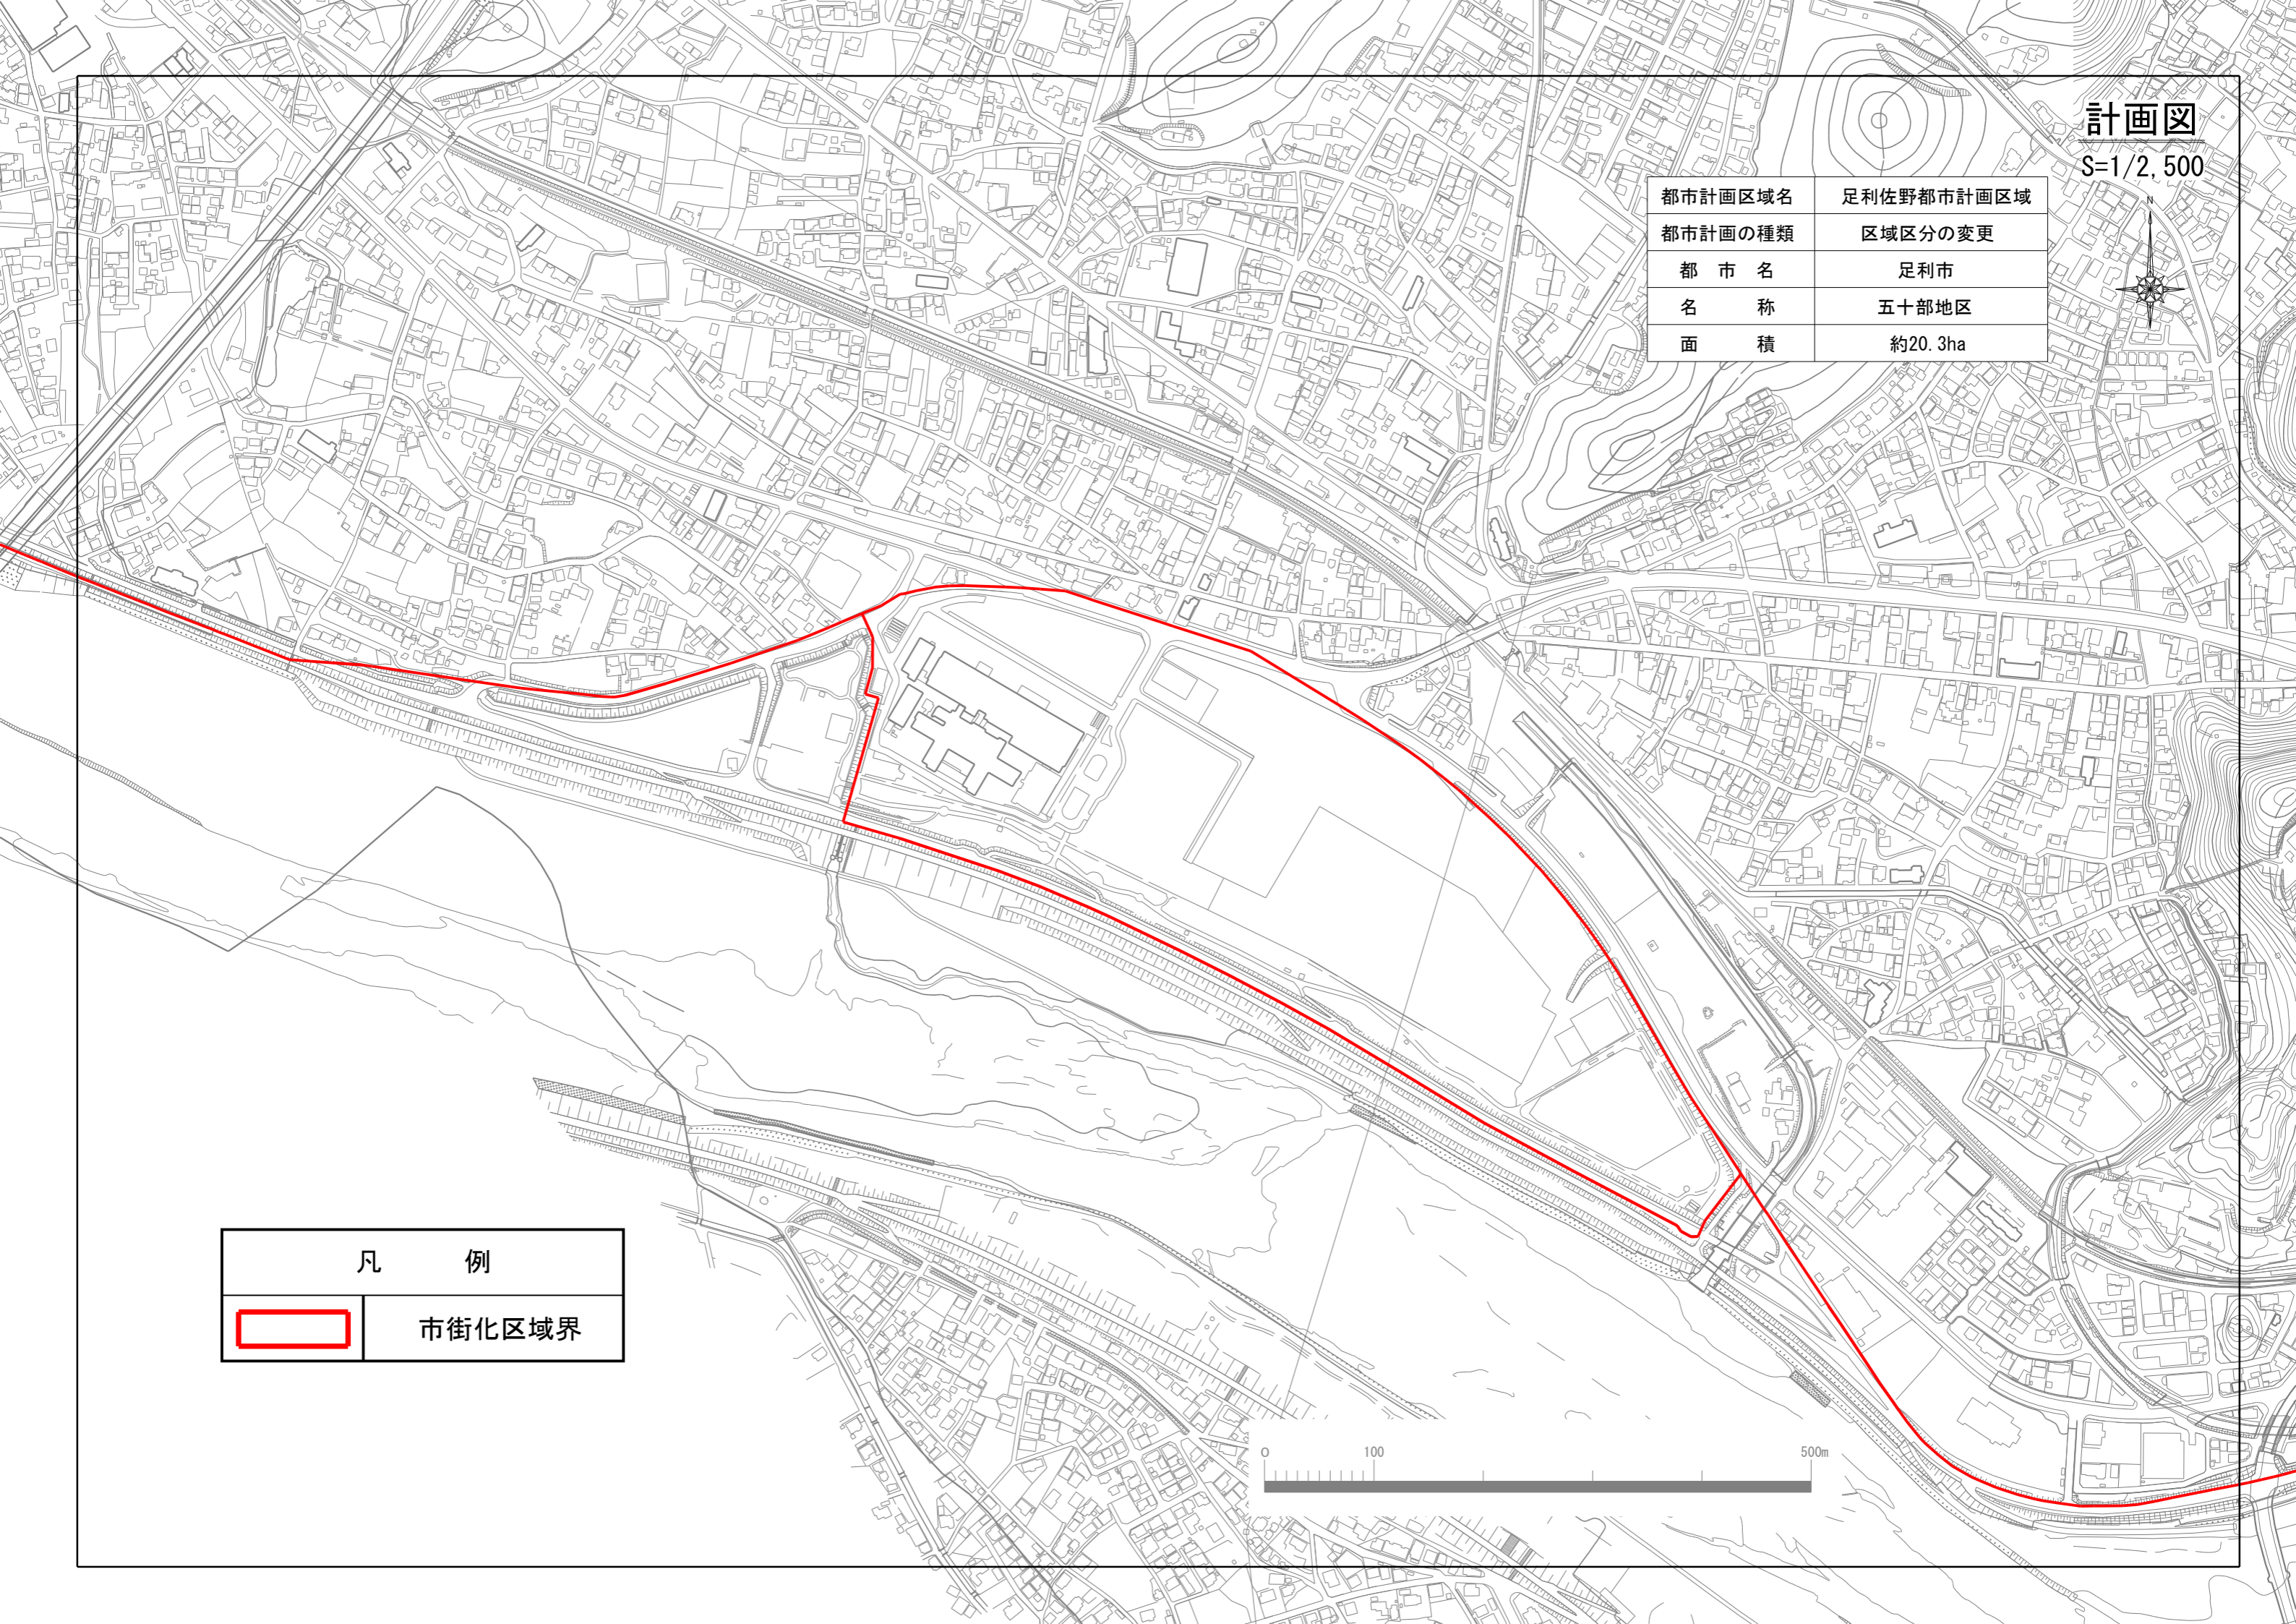 計画図
S=1/2,500
都市計画区域名 足利佐野都市計画区域
都市計画の種類 区域区分の変更
都市名 足利市
名称 五十部地区
面積 約20.3ha
N
凡例
市街化区域界
0 100 500m